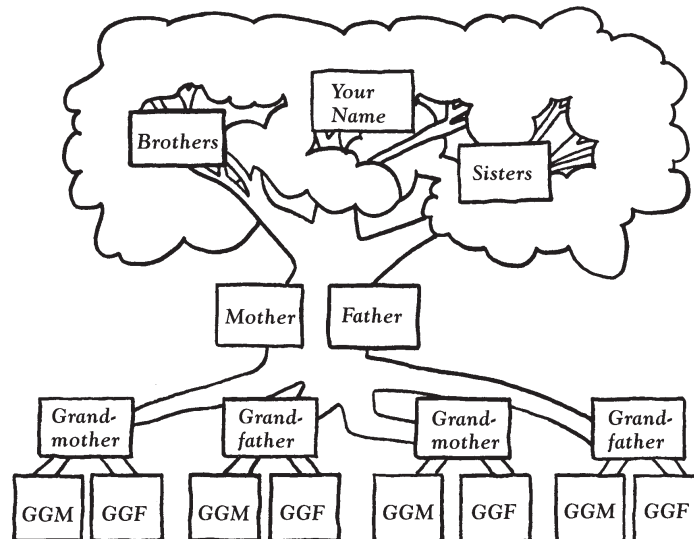 Your
Name
Brothers
Sisters
Mother
Father
Grand-
mother
Grand-
father
Grand-
mother
Grand-
father
GGM
GGF
GGM
GGF
GGM
GGF
GGM
GGF